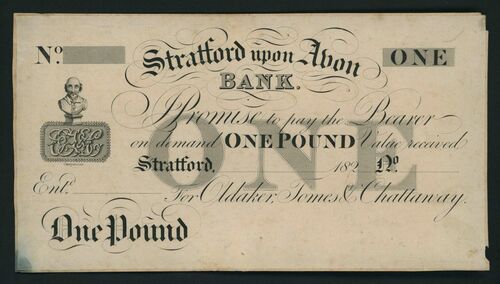 No. ONE
Stratford upon Avon
BANK.
I Promise to pay the Bearer
on demand ONE POUND Value received
ONE
Stratford, 182 No.
Entd. For Oldaker, Tomes & Chattaway.
One Pound